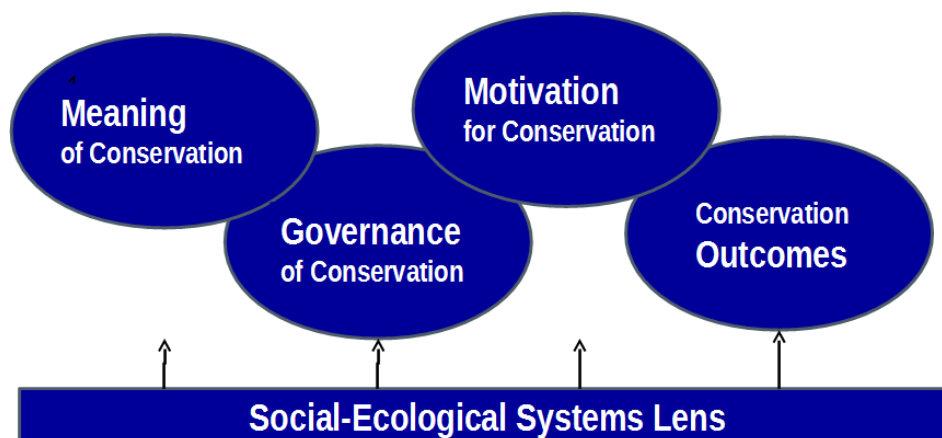 Meaning
of Conservation
Motivation
for Conservation
Governance
of Conservation
Conservation
Outcomes
Social-Ecological Systems Lens